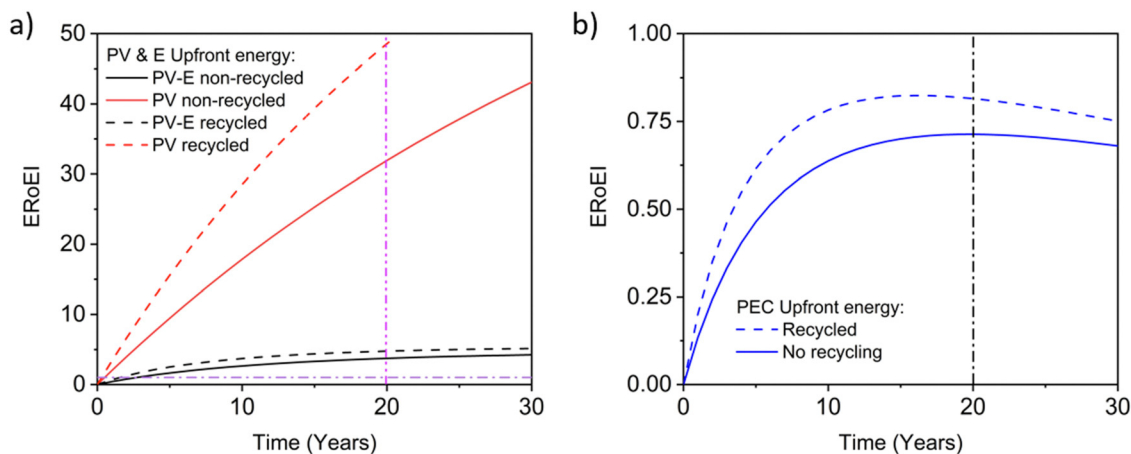 a)
50
40
30
20
10
0
ERoEI
PV & E Upfront energy:
PV-E non-recycled
PV non-recycled
PV-E recycled
PV recycled
0 10 20 30
Time (Years)
b)
1.00
0.75
0.50
0.25
0.00
ERoEI
PEC Upfront energy:
Recycled
No recycling
0 10 20 30
Time (Years)